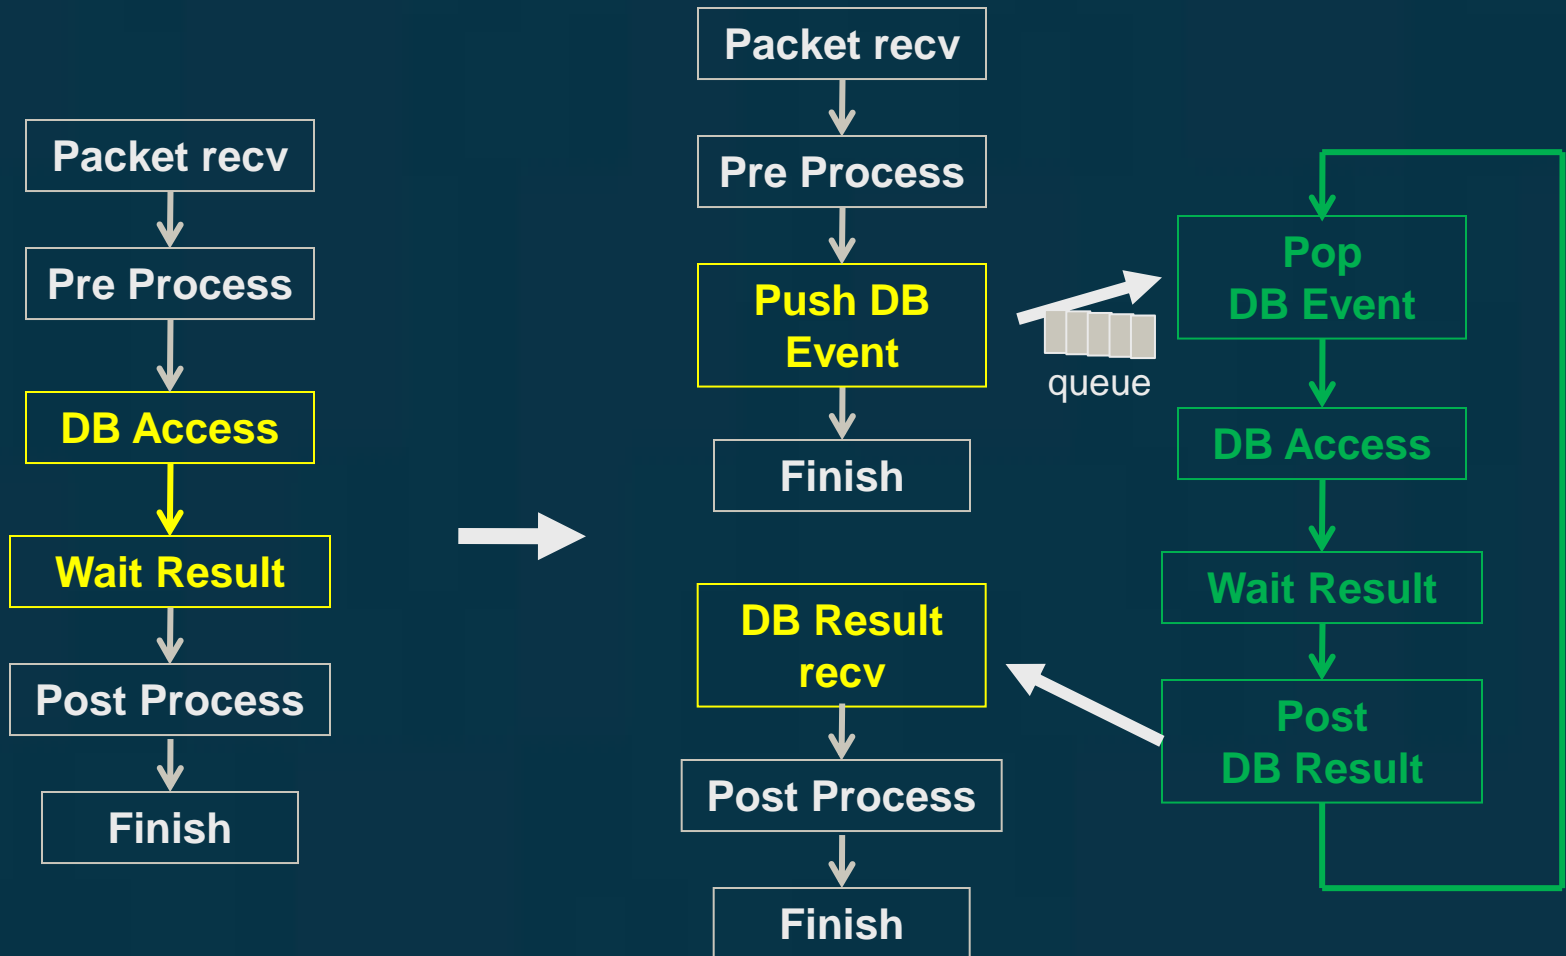 Packet recv
Pre Process
DB Access
Wait Result
Post Process
Finish
Packet recv
Pre Process
Push DB
Event
Finish
DB Result
recv
Post Process
Finish
queue
Pop
DB Event
DB Access
Wait Result
Post
DB Result